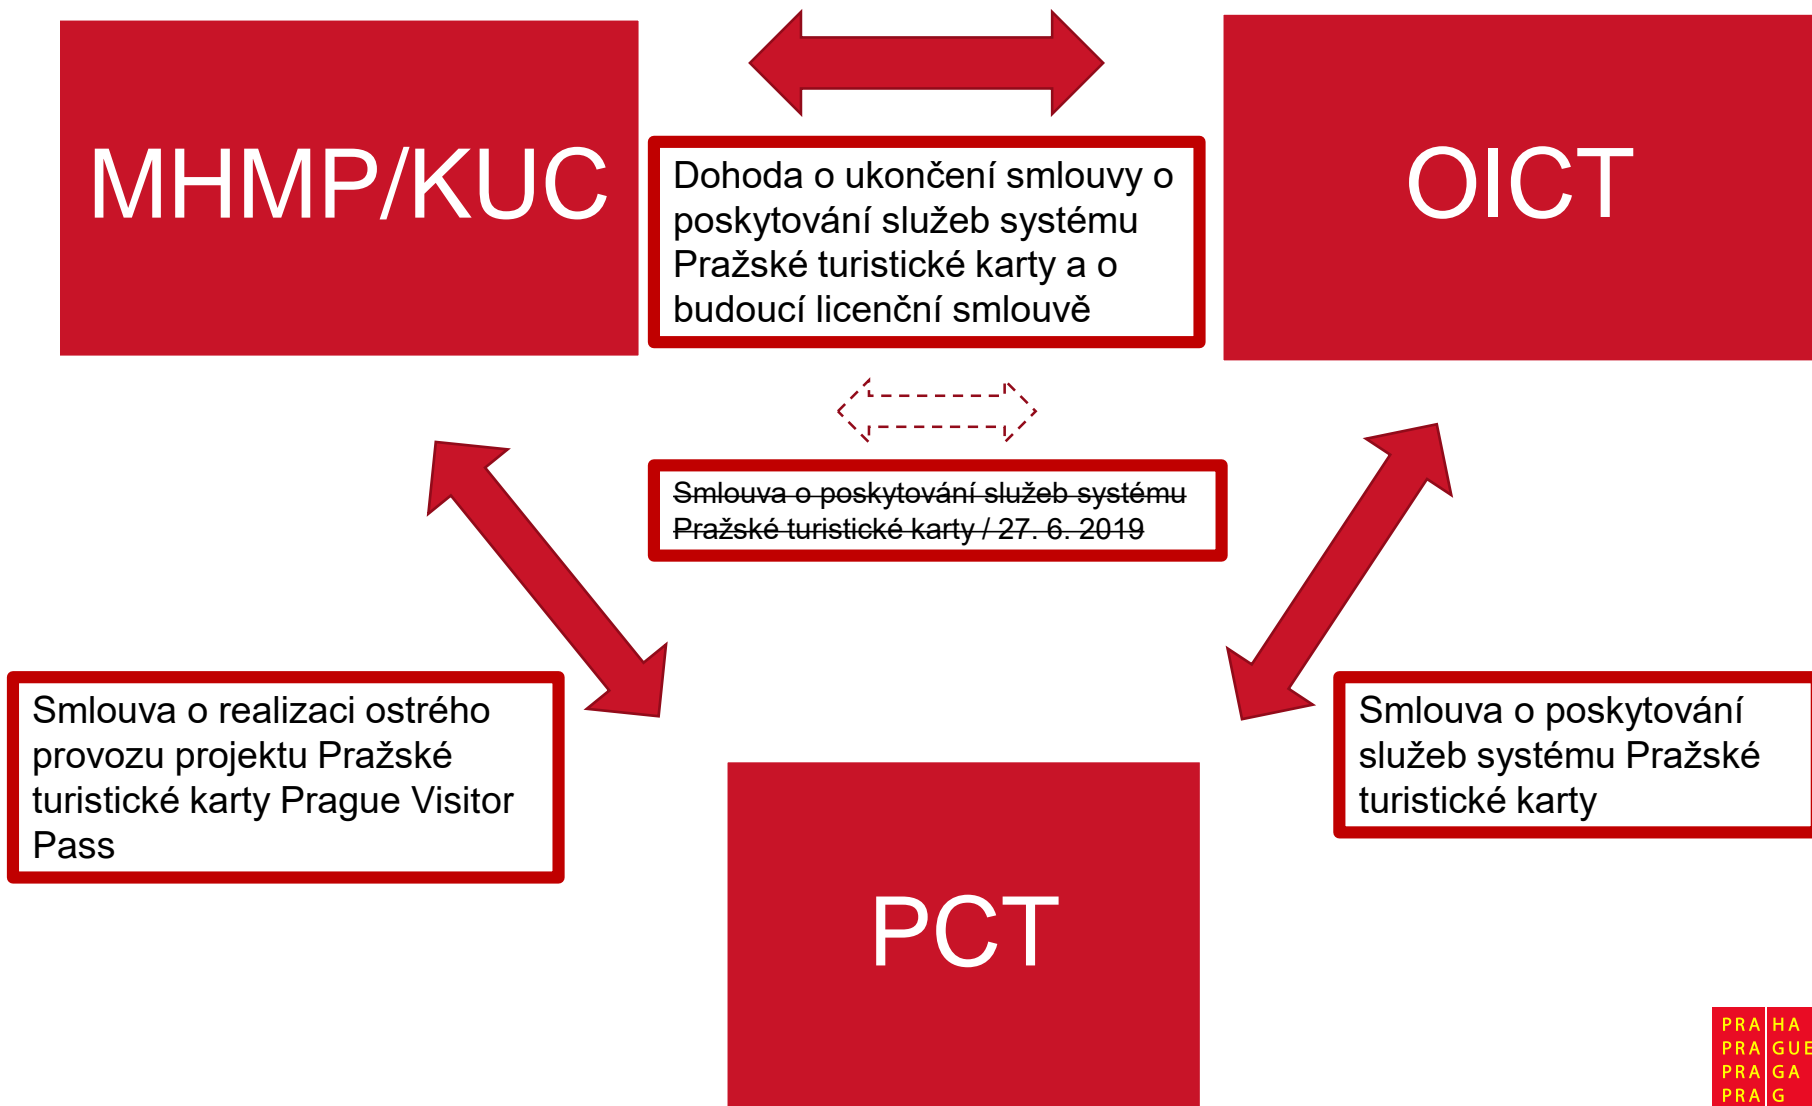 MHMP/KUC
Dohoda o ukončení smlouvy o
poskytování služeb systému
Pražské turistické karty a o
budoucí licenční smlouvě
OICT
Smlouva o poskytování služeb systému
Pražské turistické karty / 27. 6. 2019
Smlouva o realizaci ostrého
provozu projektu Pražské
turistické karty Prague Visitor
Pass
Smlouva o poskytování
služeb systému Pražské
turistické karty
PCT
PRA HA
PRA GUE
PRA GA
PRA G